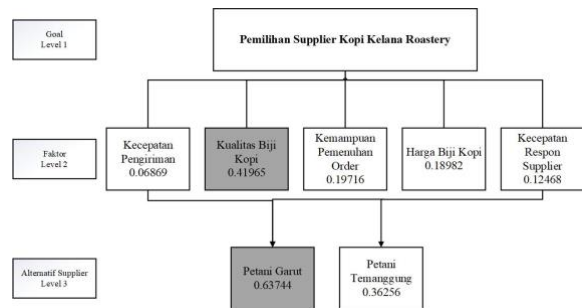 Goal
Level 1
Pemilihan Supplier Kopi Kelana Roastery
Faktor
Level 2
Kecepatan
Pengiriman
0.06869
Kualitas Biji
Kopi
0.41965
Kemampuan
Pemenuhan
Order
0.19716
Harga Biji Kopi
0.18982
Kecepatan
Respon
Supplier
0.12468
Alternatif Supplier
Level 3
Petani Garut
0.63744
Petani
Temanggung
0.36256